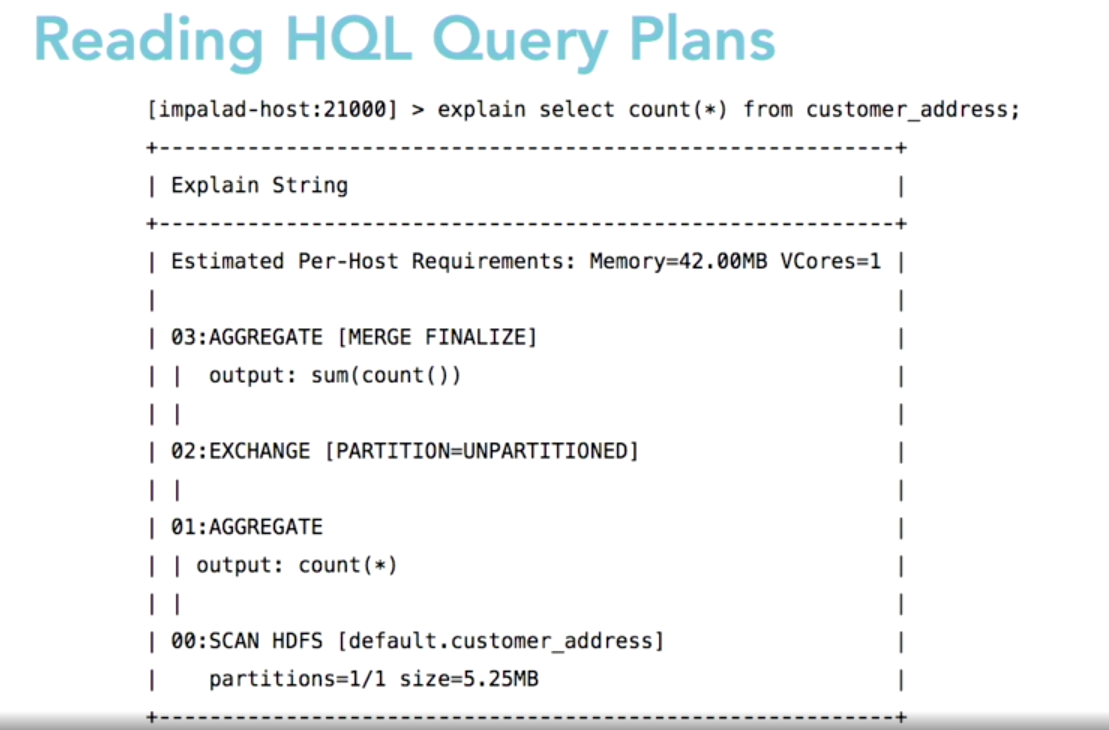 Reading HQL Query Plans
[impalad-host:21000] > explain select count(*) from customer_address;
+----------------------------------------------------------+
| Explain String                                           |
+----------------------------------------------------------+
| Estimated Per-Host Requirements: Memory=42.00MB VCores=1 |
|                                                          |
| 03:AGGREGATE [MERGE FINALIZE]                            |
| |  output: sum(count())                                  |
| |                                                        |
| 02:EXCHANGE [PARTITION=UNPARTITIONED]                    |
| |                                                        |
| 01:AGGREGATE                                             |
| | output: count(*)                                       |
| |                                                        |
| 00:SCAN HDFS [default.customer_address]                  |
|    partitions=1/1 size=5.25MB                            |
+----------------------------------------------------------+